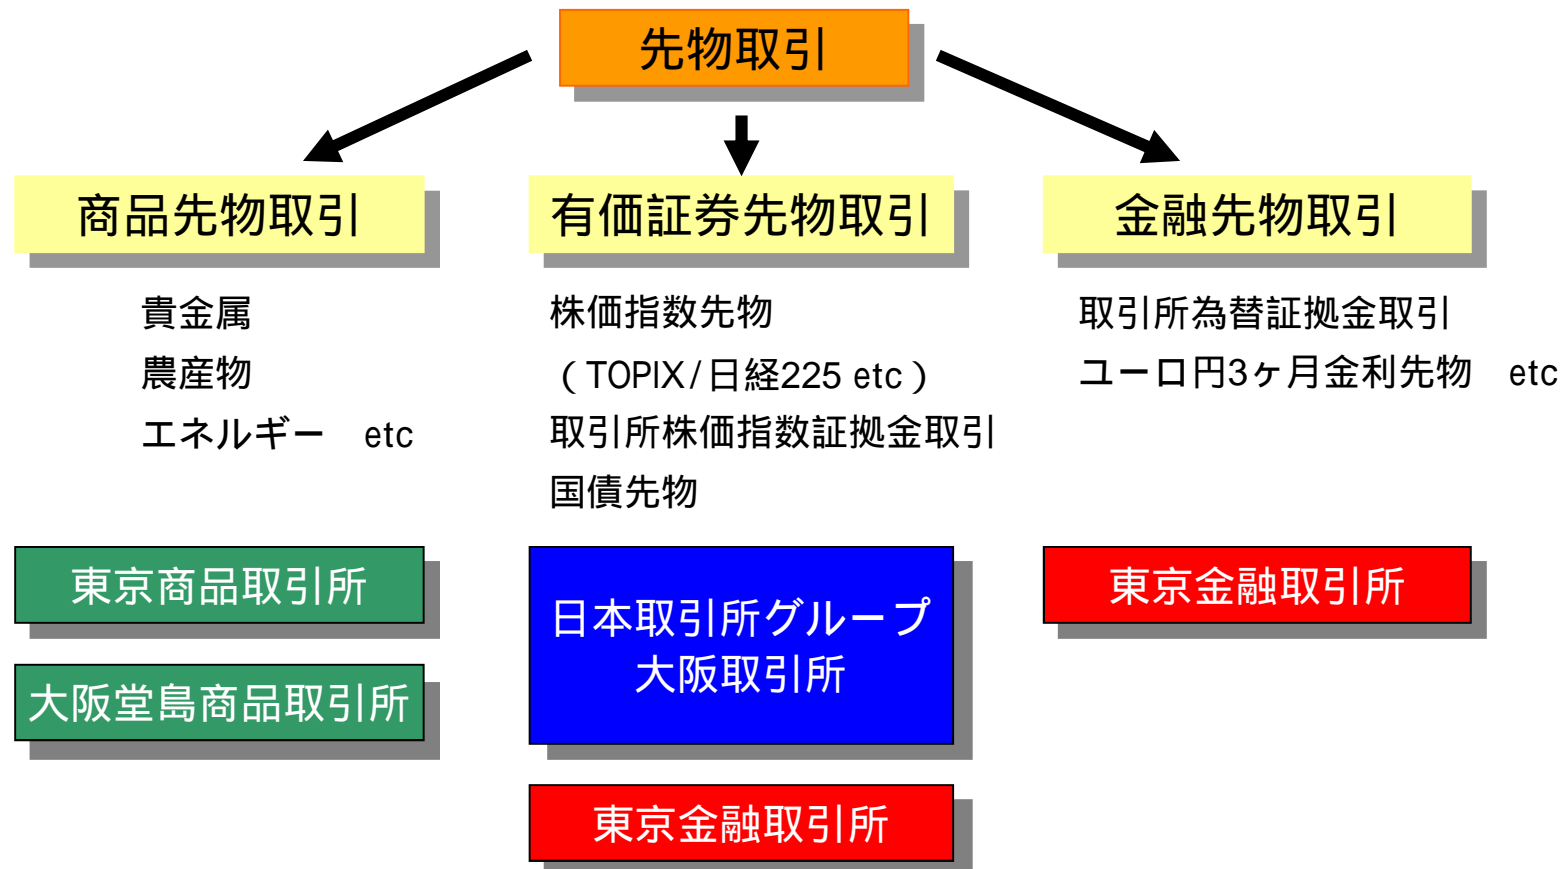 先物取引
商品先物取引
貴金属
農産物
エネルギー　etc
東京商品取引所
大阪堂島商品取引所
有価証券先物取引
株価指数先物
（TOPIX/日経225 etc）
取引所株価指数証拠金取引
国債先物
日本取引所グループ
大阪取引所
東京金融取引所
金融先物取引
取引所為替証拠金取引
ユーロ円3ヶ月金利先物　etc
東京金融取引所